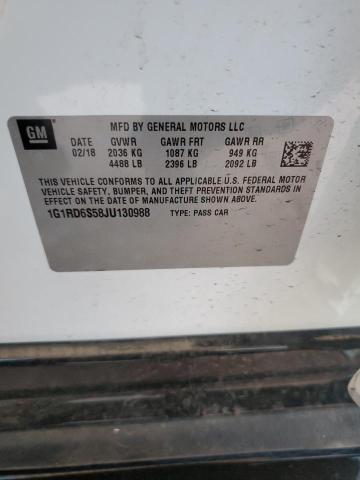 GM
MFD BY GENERAL MOTORS LLC
DATE GVWR GAWR FRT GAWR RR
02/18 2036 KG 1087 KG 949 KG
4488 LB 2396 LB 2092 LB
THIS VEHICLE CONFORMS TO ALL APPLICABLE U.S. FEDERAL MOTOR
VEHICLE SAFETY, BUMPER, AND THEFT PREVENTION STANDARDS IN
EFFECT ON THE DATE OF MANUFACTURE SHOWN ABOVE.
1G1RD6S58JU130988 TYPE: PASS CAR